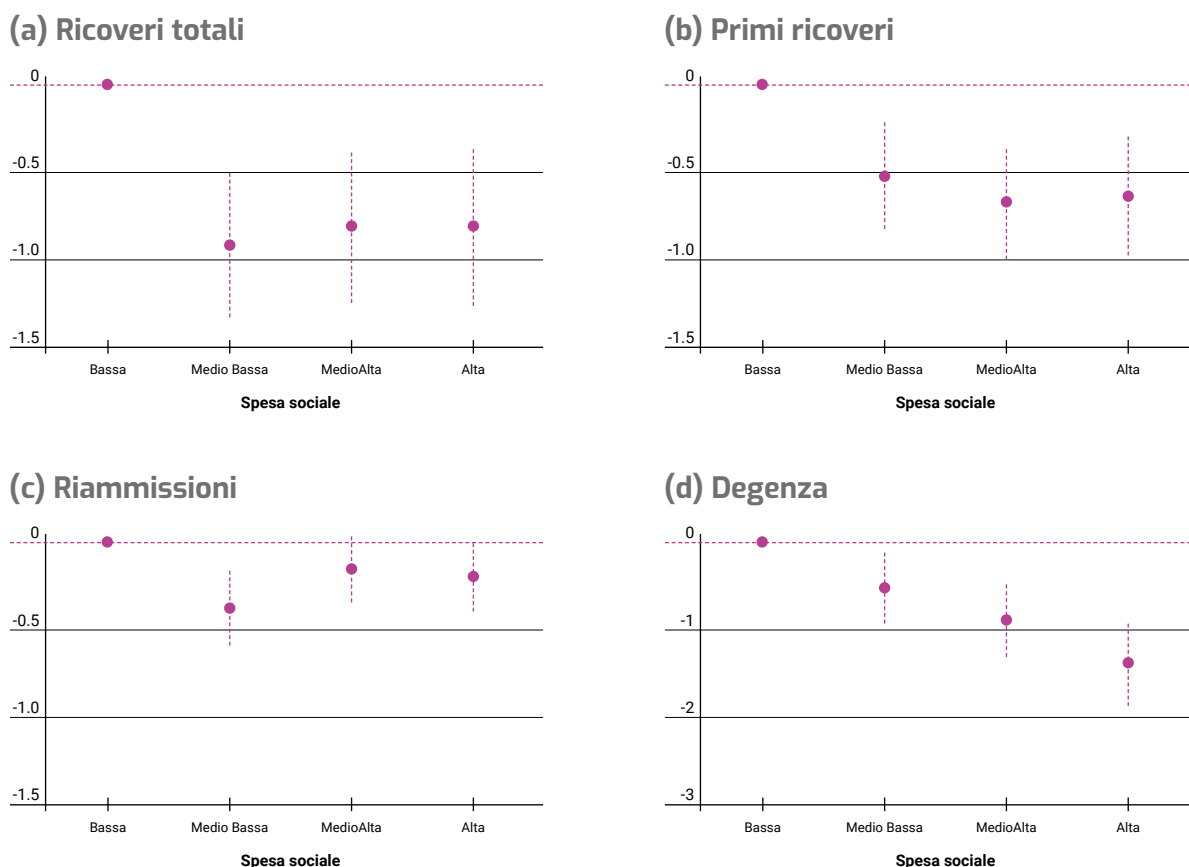 (a) Ricoveri totali
0
-0.5
-1.0
-1.5
Bassa Medio Bassa MedioAlta Alta
Spesa sociale
(b) Primi ricoveri
0
-0.5
-1.0
-1.5
Bassa Medio Bassa MedioAlta Alta
Spesa sociale
(c) Riammissioni
0
-0.5
-1.0
-1.5
Bassa Medio Bassa MedioAlta Alta
Spesa sociale
(d) Degenza
0
-1
-2
-3
Bassa Medio Bassa MedioAlta Alta
Spesa sociale